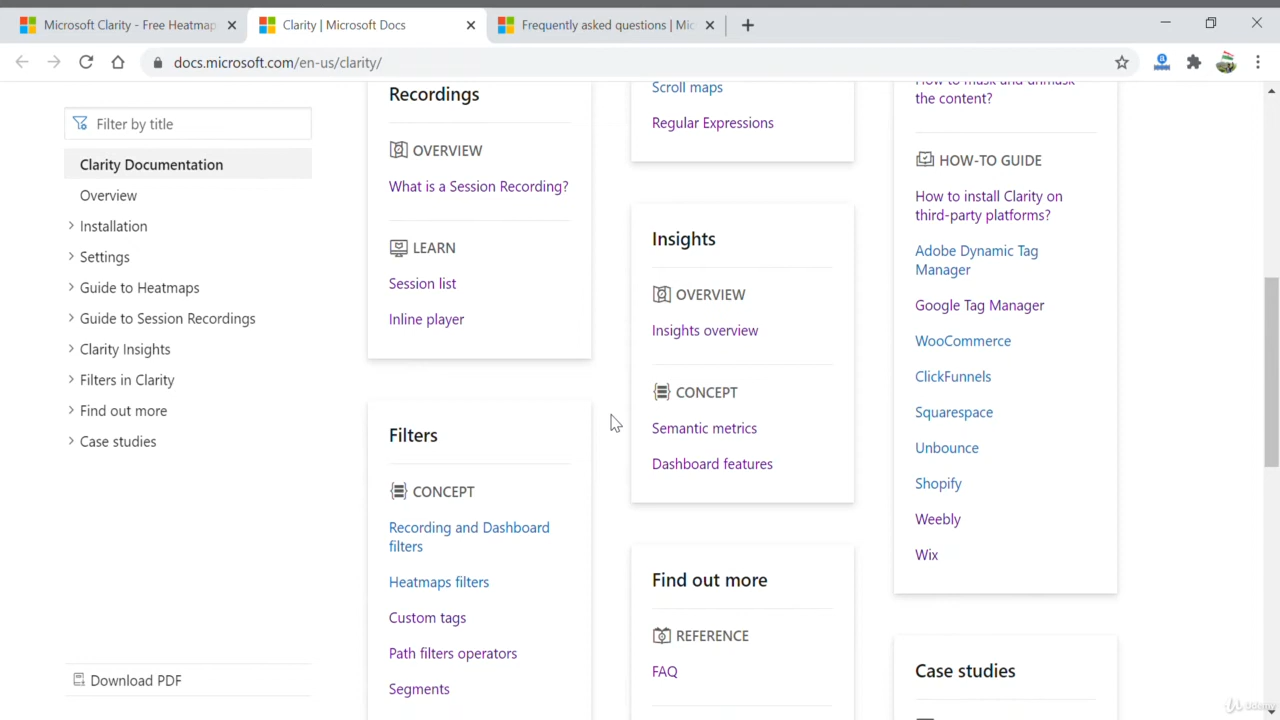 Microsoft Clarity - Free Heatmap
Clarity | Microsoft Docs
Frequently asked questions | Mic
docs.microsoft.com/en-us/clarity/
Filter by title
Clarity Documentation
Overview
Installation
Settings
Guide to Heatmaps
Guide to Session Recordings
Clarity Insights
Filters in Clarity
Find out more
Case studies
Download PDF
Recordings
OVERVIEW
What is a Session Recording?
LEARN
Session list
Inline player
Filters
CONCEPT
Recording and Dashboard
filters
Heatmaps filters
Custom tags
Path filters operators
Segments
Scroll maps
Regular Expressions
Insights
OVERVIEW
Insights overview
CONCEPT
Semantic metrics
Dashboard features
Find out more
REFERENCE
FAQ
How to mask and unmask
the content?
HOW-TO GUIDE
How to install Clarity on
third-party platforms?
Adobe Dynamic Tag
Manager
Google Tag Manager
WooCommerce
ClickFunnels
Squarespace
Unbounce
Shopify
Weebly
Wix
Case studies
Udemy